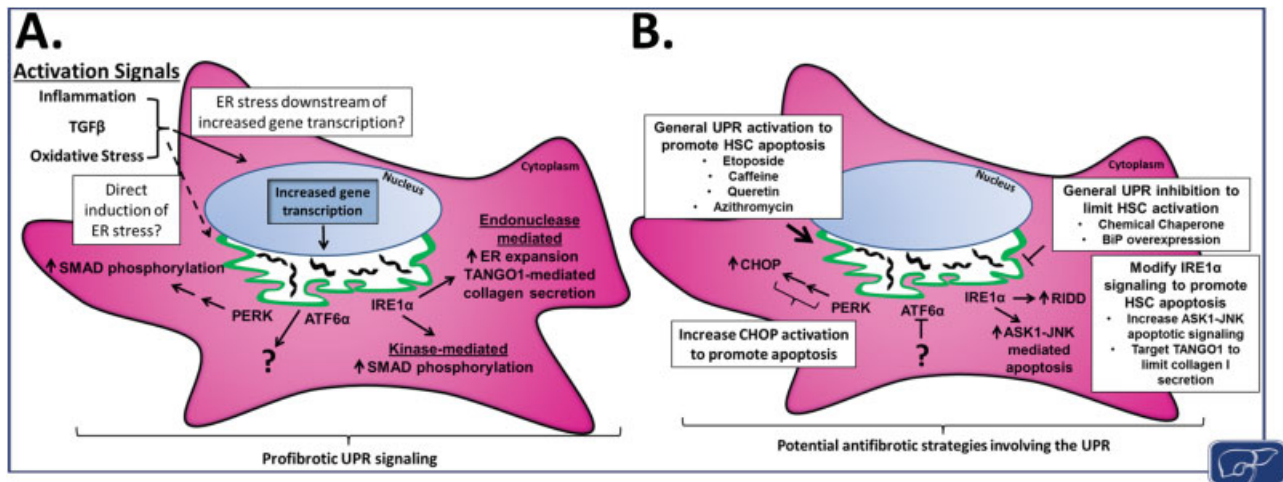 A.
Activation Signals
Inflammation
TGFβ
Oxidative Stress
ER stress downstream of
increased gene transcription?
Direct
induction of
ER stress?
Cytoplasm
Nucleus
Increased gene
transcription
SMAD phosphorylation
PERK
ATF6α
?
IRE1α
Endonuclease
mediated
ER expansion
TANGO1-mediated
collagen secretion
Kinase-mediated
SMAD phosphorylation
Profibrotic UPR signaling
B.
General UPR activation to
promote HSC apoptosis
• Etoposide
• Caffeine
• Queretin
• Azithromycin
Cytoplasm
Nucleus
General UPR inhibition to
limit HSC activation
• Chemical Chaperone
• BiP overexpression
CHOP
PERK
Increase CHOP activation
to promote apoptosis
ATF6α
?
IRE1α
RIDD
ASK1-JNK
mediated
apoptosis
Modify IRE1α
signaling to promote
HSC apoptosis
• Increase ASK1-JNK
apoptotic signaling
• Target TANGO1 to
limit collagen I
secretion
Potential antifibrotic strategies involving the UPR